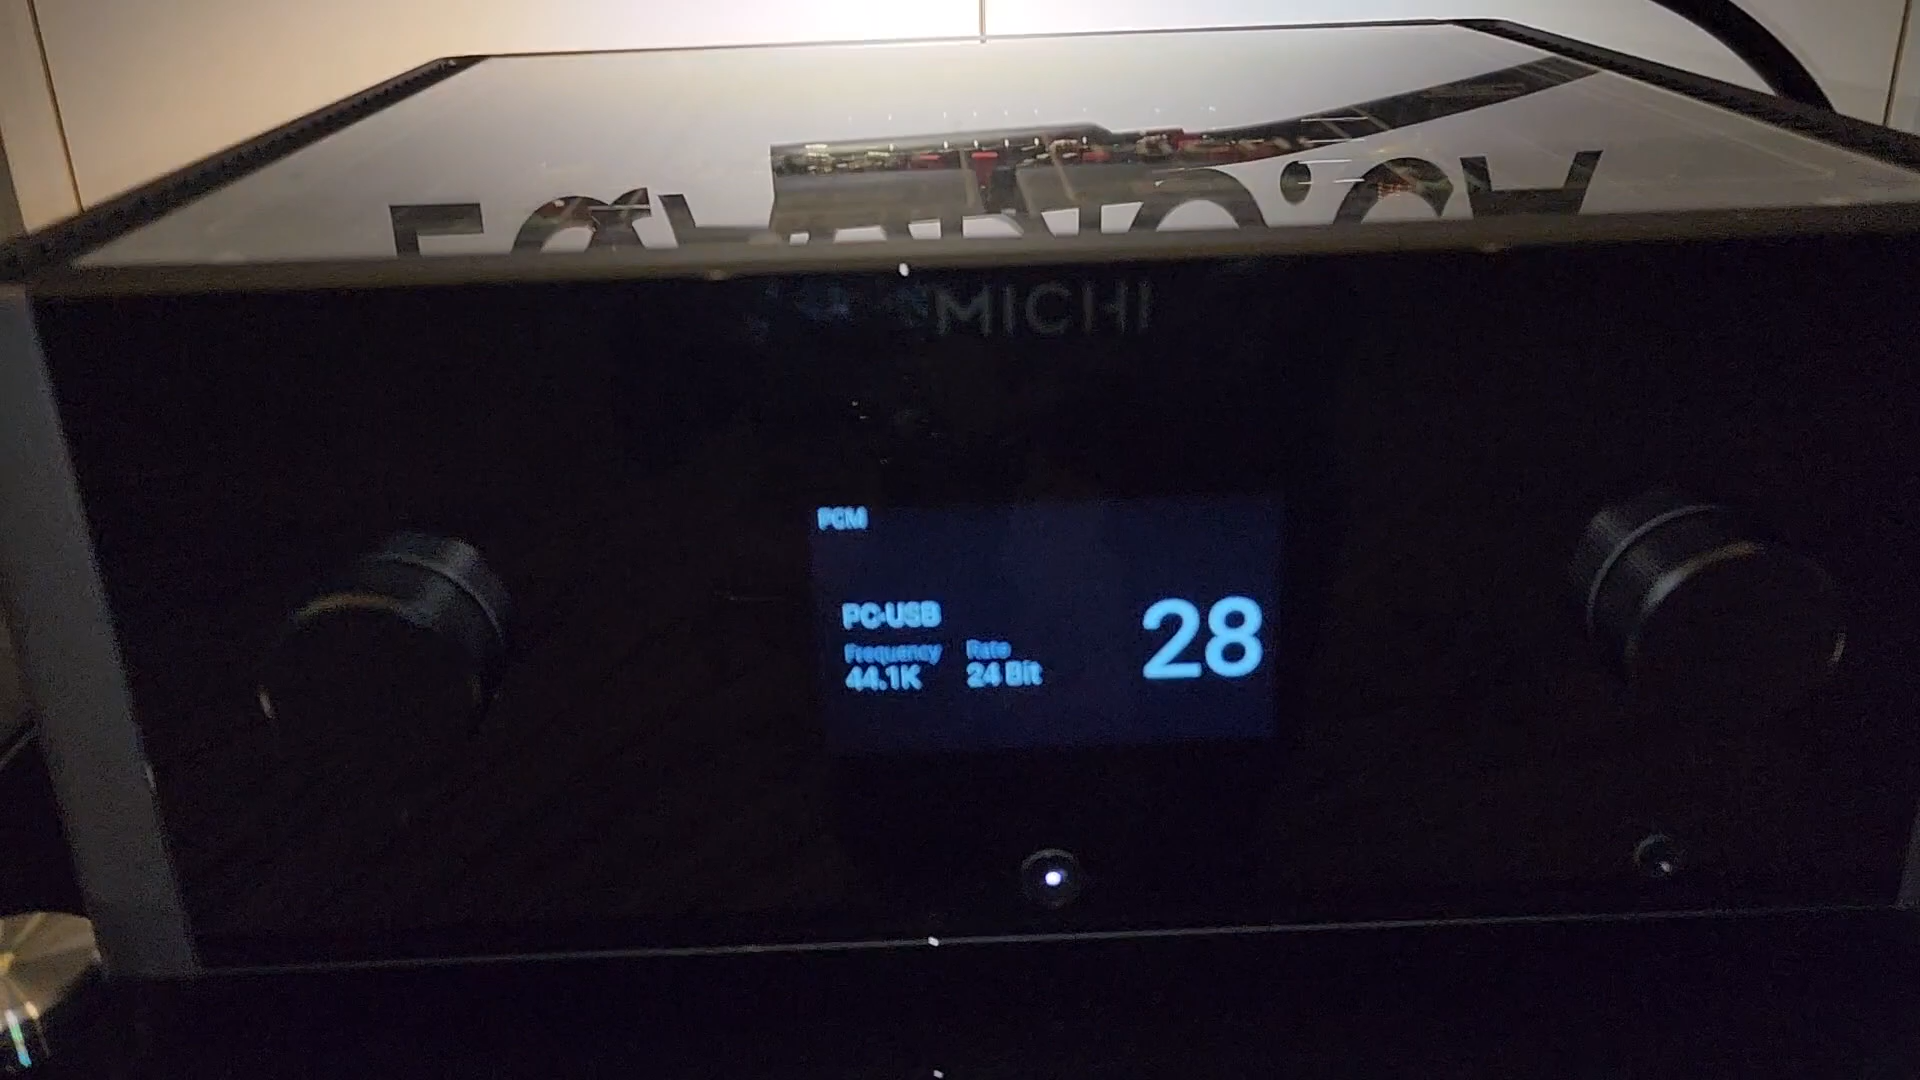 MICHI
PCM
PC-USB
28
Frequency Rate
44.1K 24 Bit